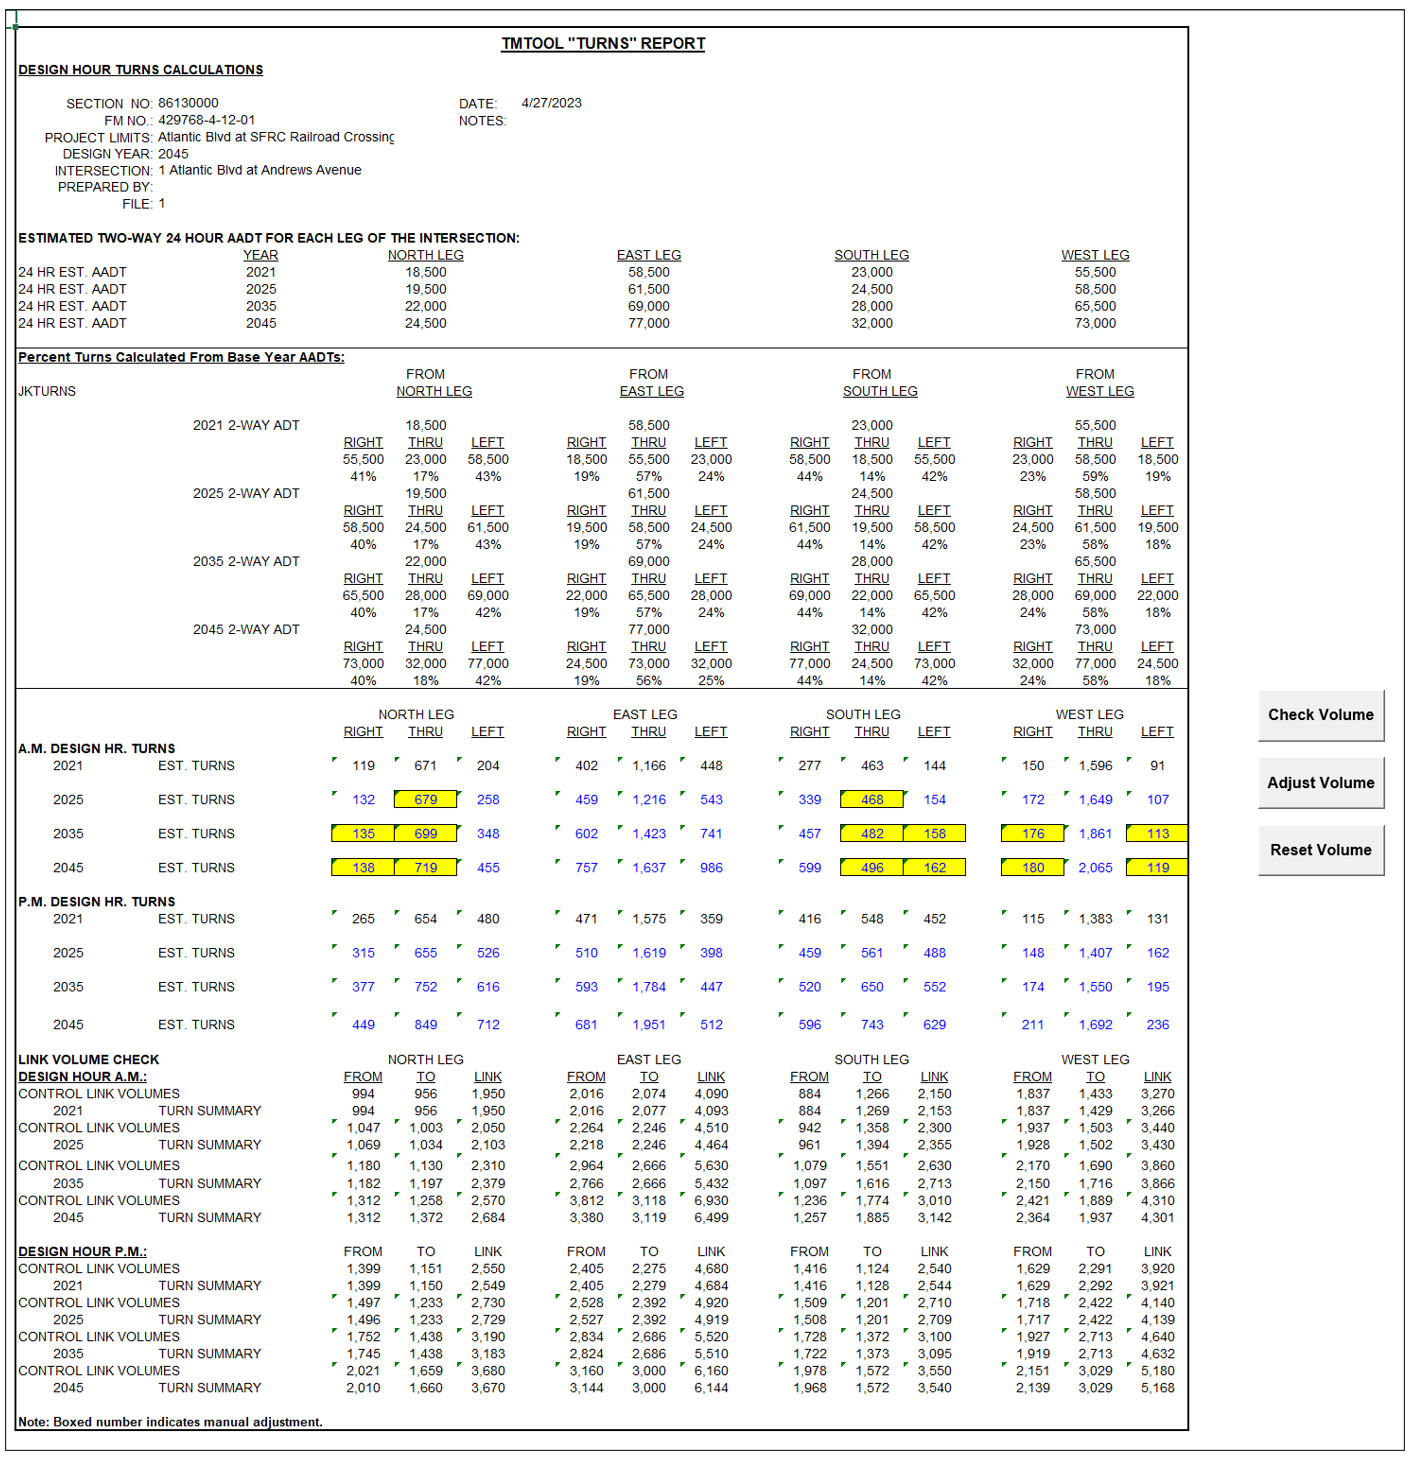 TMTOOL "TURNS" REPORT
DESIGN HOUR TURNS CALCULATIONS
SECTION NO: 86130000 DATE: 4/27/2023
FM NO.: 429768-4-12-01 NOTES:
PROJECT LIMITS: Atlantic Blvd at SFRC Railroad Crossing
DESIGN YEAR: 2045
INTERSECTION: 1 Atlantic Blvd at Andrews Avenue
PREPARED BY:
FILE: 1
ESTIMATED TWO-WAY 24 HOUR AADT FOR EACH LEG OF THE INTERSECTION:
YEAR NORTH LEG EAST LEG SOUTH LEG WEST LEG
24 HR EST. AADT 2021 18,500 58,500 23,000 55,500
24 HR EST. AADT 2025 19,500 61,500 24,500 58,500
24 HR EST. AADT 2035 22,000 69,000 28,000 65,500
24 HR EST. AADT 2045 24,500 77,000 32,000 73,000
Percent Turns Calculated From Base Year AADTs:
FROM FROM FROM FROM
JKTURNS NORTH LEG EAST LEG SOUTH LEG WEST LEG
2021 2-WAY ADT 18,500 58,500 23,000 55,500
RIGHT THRU LEFT RIGHT THRU LEFT RIGHT THRU LEFT RIGHT THRU LEFT
55,500 23,000 58,500 18,500 55,500 23,000 58,500 18,500 55,500 23,000 58,500 18,500
41% 17% 43% 19% 57% 24% 44% 14% 42% 23% 59% 19%
2025 2-WAY ADT 19,500 61,500 24,500 58,500
RIGHT THRU LEFT RIGHT THRU LEFT RIGHT THRU LEFT RIGHT THRU LEFT
58,500 24,500 61,500 19,500 58,500 24,500 61,500 19,500 58,500 24,500 61,500 19,500
40% 17% 43% 19% 57% 24% 44% 14% 42% 23% 58% 18%
2035 2-WAY ADT 22,000 69,000 28,000 65,500
RIGHT THRU LEFT RIGHT THRU LEFT RIGHT THRU LEFT RIGHT THRU LEFT
65,500 28,000 69,000 22,000 65,500 28,000 69,000 22,000 65,500 28,000 69,000 22,000
40% 17% 42% 19% 57% 24% 44% 14% 42% 24% 58% 18%
2045 2-WAY ADT 24,500 77,000 32,000 73,000
RIGHT THRU LEFT RIGHT THRU LEFT RIGHT THRU LEFT RIGHT THRU LEFT
73,000 32,000 77,000 24,500 73,000 32,000 77,000 24,500 73,000 32,000 77,000 24,500
40% 18% 42% 19% 56% 25% 44% 14% 42% 24% 58% 18%
NORTH LEG EAST LEG SOUTH LEG WEST LEG Check Volume
RIGHT THRU LEFT RIGHT THRU LEFT RIGHT THRU LEFT RIGHT THRU LEFT
A.M. DESIGN HR. TURNS
2021 EST. TURNS 119 671 204 402 1,166 448 277 463 144 150 1,596 91
Adjust Volume
2025 EST. TURNS 132 679 258 459 1,216 543 339 468 154 172 1,649 107
2035 EST. TURNS 135 699 348 602 1,423 741 457 482 158 176 1,861 113
Reset Volume
2045 EST. TURNS 138 719 455 757 1,637 986 599 496 162 180 2,065 119
P.M. DESIGN HR. TURNS
2021 EST. TURNS 265 654 480 471 1,575 359 416 548 452 115 1,383 131
2025 EST. TURNS 315 655 526 510 1,619 398 459 561 488 148 1,407 162
2035 EST. TURNS 377 752 616 593 1,784 447 520 650 552 174 1,550 195
2045 EST. TURNS 449 849 712 681 1,951 512 596 743 629 211 1,692 236
LINK VOLUME CHECK NORTH LEG EAST LEG SOUTH LEG WEST LEG
DESIGN HOUR A.M.: FROM TO LINK FROM TO LINK FROM TO LINK FROM TO LINK
CONTROL LINK VOLUMES 994 956 1,950 2,016 2,074 4,090 884 1,266 2,150 1,837 1,433 3,270
2021 TURN SUMMARY 994 956 1,950 2,016 2,077 4,093 884 1,269 2,153 1,837 1,429 3,266
CONTROL LINK VOLUMES 1,047 1,003 2,050 2,264 2,246 4,510 942 1,358 2,300 1,937 1,503 3,440
2025 TURN SUMMARY 1,069 1,034 2,103 2,218 2,246 4,464 961 1,394 2,355 1,928 1,502 3,430
CONTROL LINK VOLUMES 1,180 1,130 2,310 2,964 2,666 5,630 1,079 1,551 2,630 2,170 1,690 3,860
2035 TURN SUMMARY 1,182 1,197 2,379 2,766 2,666 5,432 1,097 1,616 2,713 2,150 1,716 3,866
CONTROL LINK VOLUMES 1,312 1,258 2,570 3,812 3,118 6,930 1,236 1,774 3,010 2,421 1,889 4,310
2045 TURN SUMMARY 1,312 1,372 2,684 3,380 3,119 6,499 1,257 1,885 3,142 2,364 1,937 4,301
DESIGN HOUR P.M.: FROM TO LINK FROM TO LINK FROM TO LINK FROM TO LINK
CONTROL LINK VOLUMES 1,399 1,151 2,550 2,405 2,275 4,680 1,416 1,124 2,540 1,629 2,291 3,920
2021 TURN SUMMARY 1,399 1,150 2,549 2,405 2,279 4,684 1,416 1,128 2,544 1,629 2,292 3,921
CONTROL LINK VOLUMES 1,497 1,233 2,730 2,528 2,392 4,920 1,509 1,201 2,710 1,718 2,422 4,140
2025 TURN SUMMARY 1,496 1,233 2,729 2,527 2,392 4,919 1,508 1,201 2,709 1,717 2,422 4,139
CONTROL LINK VOLUMES 1,752 1,438 3,190 2,834 2,686 5,520 1,728 1,372 3,100 1,927 2,713 4,640
2035 TURN SUMMARY 1,745 1,438 3,183 2,824 2,686 5,510 1,722 1,373 3,095 1,919 2,713 4,632
CONTROL LINK VOLUMES 2,021 1,659 3,680 3,160 3,000 6,160 1,978 1,572 3,550 2,151 3,029 5,180
2045 TURN SUMMARY 2,010 1,660 3,670 3,144 3,000 6,144 1,968 1,572 3,540 2,139 3,029 5,168
Note: Boxed number indicates manual adjustment.